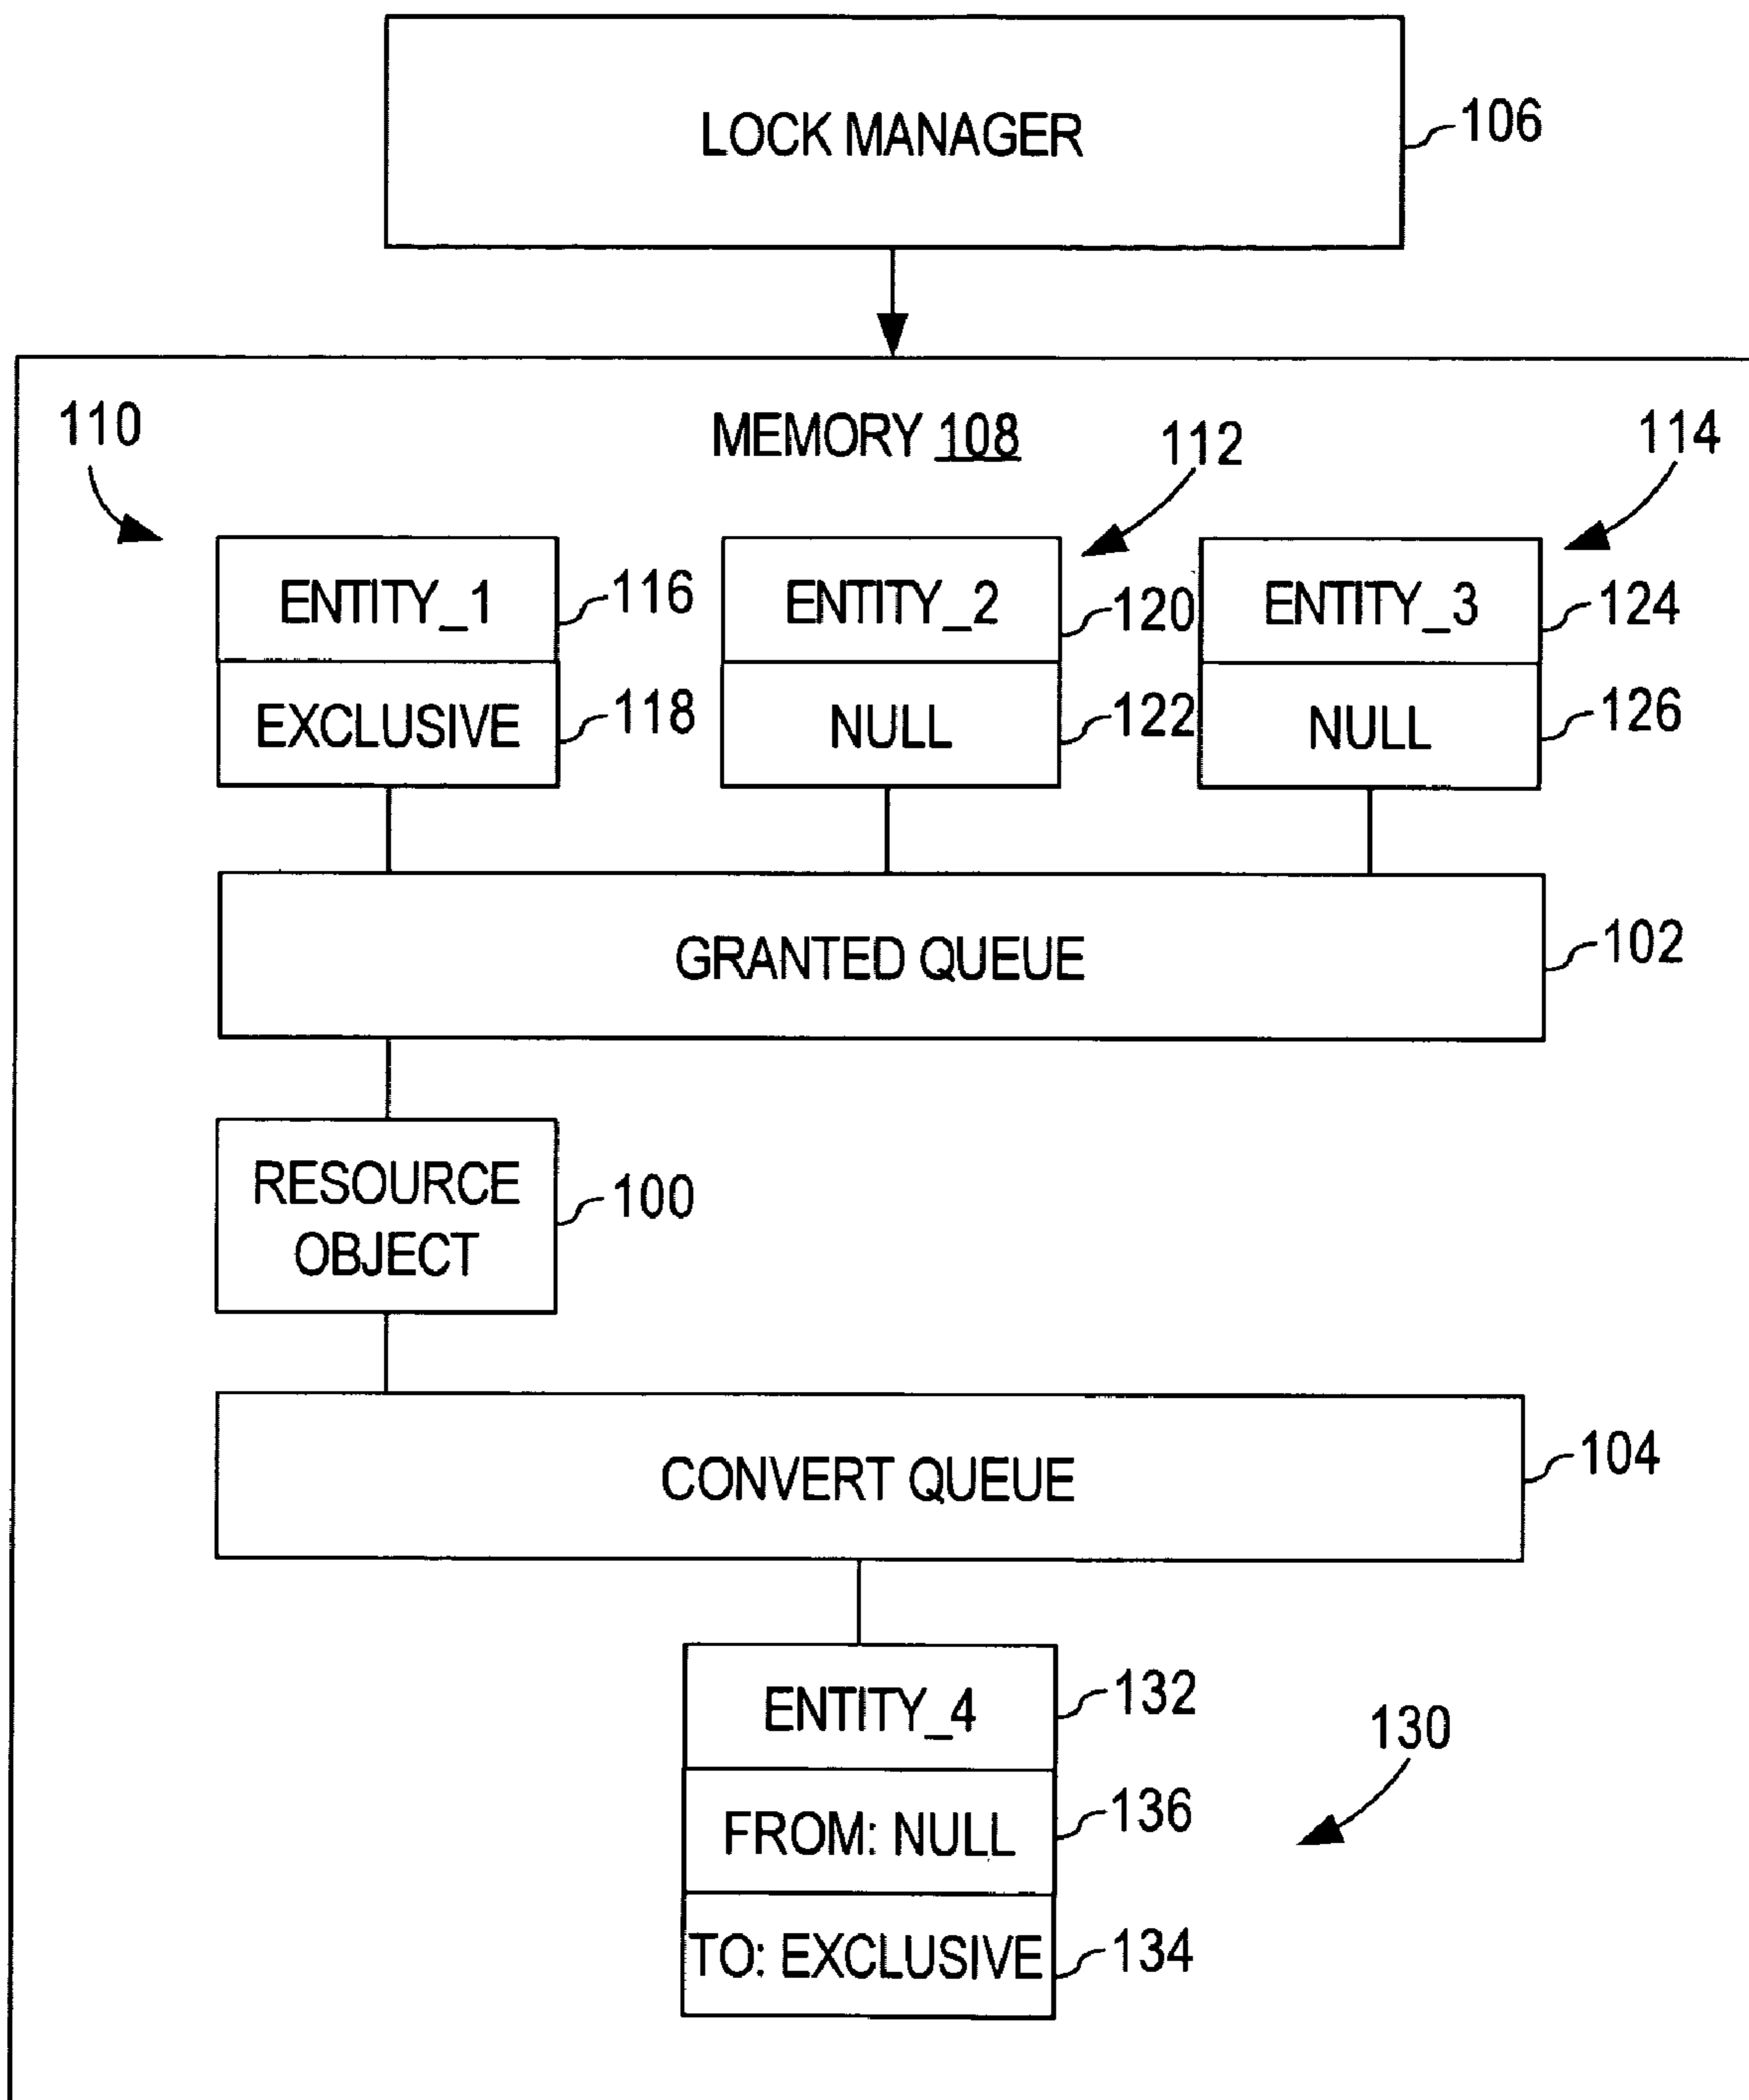 LOCK MANAGER
106
110
MEMORY 108
112
114
ENTITY_1
116
ENTITY_2
120
ENTITY_3
124
EXCLUSIVE
118
NULL
122
NULL
126
GRANTED QUEUE
102
RESOURCE
OBJECT
100
CONVERT QUEUE
104
ENTITY_4
132
130
FROM: NULL
136
TO: EXCLUSIVE
134